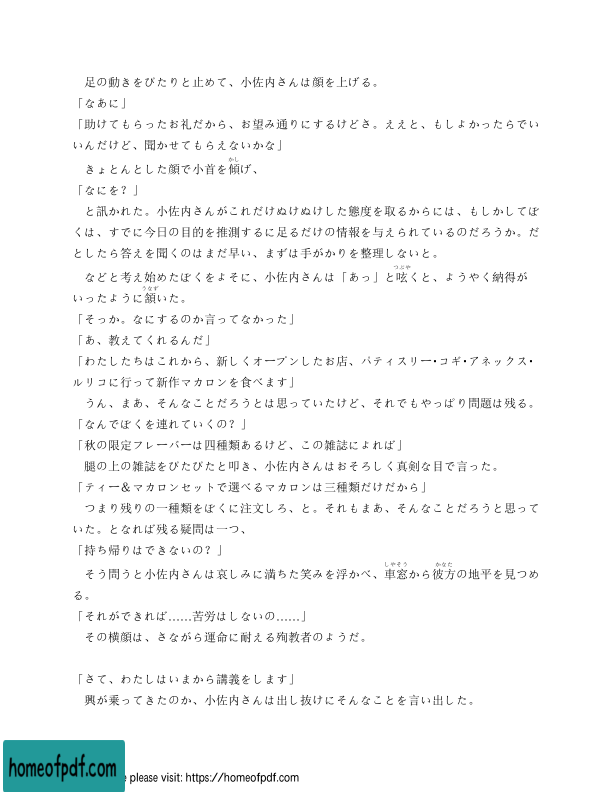 足の動きをぴたりと止めて、小佐内さんは顔を上げる。
「なあに」
「助けてもらったお礼だから、お望み通りにするけどさ。ええと、もしよかったらでい
いんだけど、聞かせてもらえないかな」
きょとんとした顔で小首を傾げ、
「なにを？」
と訊かれた。小佐内さんがこれだけぬけぬけした態度を取るからには、もしかしてぼ
くは、すでに今日の目的を推測するに足るだけの情報を与えられているのだろうか。だ
としたら答えを聞くのはまだ早い、まずは手がかりを整理しないと。
などと考え始めたぼくをよそに、小佐内さんは「あっ」と呟くと、ようやく納得が
いったように頷いた。
「そっか。なにするのか言ってなかった」
「あ、教えてくれるんだ」
「わたしたちはこれから、新しくオープンしたお店、パティスリー・コギ・アネックス・
ルリコに行って新作マカロンを食べます」
うん、まあ、そんなことだろうとは思っていたけど、それでもやっぱり問題は残る。
「なんでぼくを連れていくの？」
「秋の限定フレーバーは四種類あるけど、この雑誌によれば」
腿の上の雑誌をぴたぴたと叩き、小佐内さんはおそろしく真剣な目で言った。
「ティー＆マカロンセットで選べるマカロンは三種類だけだから」
つまり残りの一種類をぼくに注文しろ、と。それもまあ、そんなことだろうと思って
いた。となれば残る疑問は一つ、
「持ち帰りはできないの？」
そう問うと小佐内さんは哀しみに満ちた笑みを浮かべ、車窓から彼方の地平を見つめ
る。
「それができれば……苦労はしないの……」
その横顔は、さながら運命に耐える殉教者のようだ。
「さて、わたしはいまから講義をします」
興が乗ってきたのか、小佐内さんは出し抜けにそんなことを言い出した。
homeofpdf.com
e please visit: https://homeofpdf.com